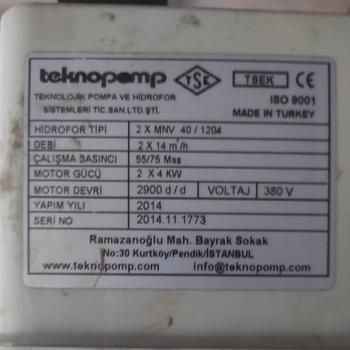 teknopomp TSK TSEK CE
TEKNOLOJİK POMPA VE HİDROFOR
SİSTEMLERİ TİC.SAN.LTD.ŞTİ.
ISO 9001
MADE IN TURKEY
HİDROFOR TİPİ 2 X MNV 40 / 1204
DEBİ 2 X 14 m³/h
ÇALIŞMA BASINCI 55/75 Mss
MOTOR GÜCÜ 2 X 4 KW
MOTOR DEVRİ 2900 d / d VOLTAJ 380 V
YAPIM YILI 2014
SERİ NO 2014.11.1773
Ramazanoğlu Mah. Bayrak Sokak
No:30 Kurtköy/Pendik/İSTANBUL
www.teknopomp.com info@teknopomp.com